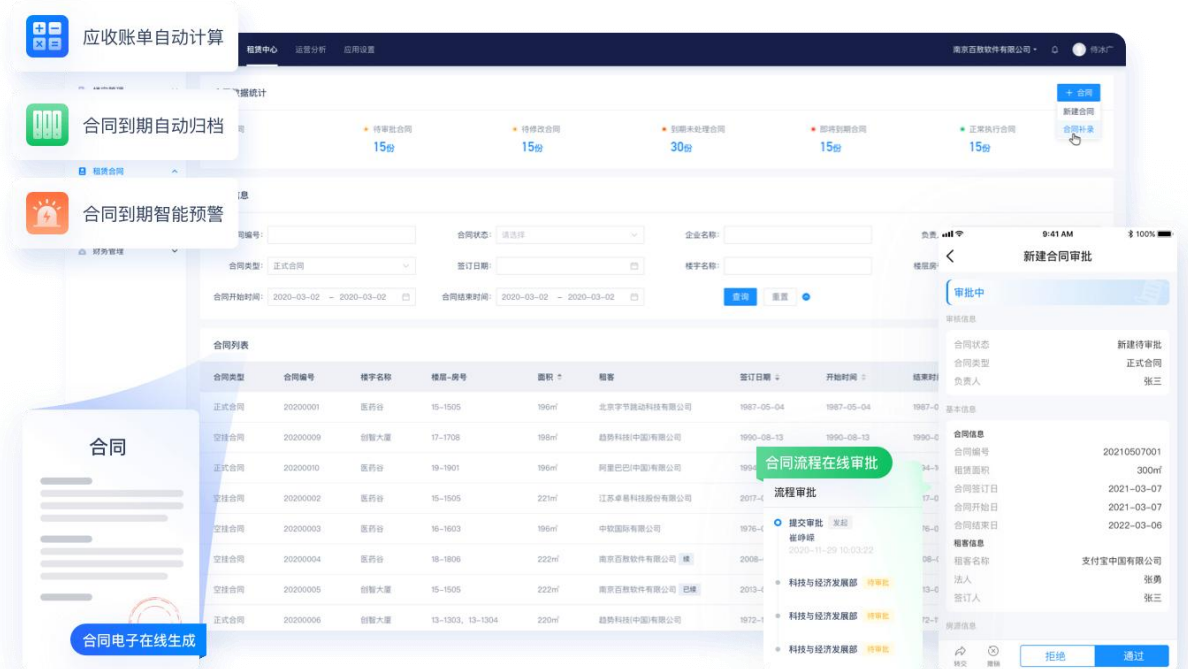 应收账单自动计算
合同到期自动归档
合同到期智能预警
租赁中心 运营分析 应用设置
南京百敖软件有限公司
据统计
+ 合同
新建合同
合同补录
待审批合同 待修改合同 到期未处理合同 即将到期合同 正常执行合同
15份 15份 30份 15份 15份
租赁合同
财务管理
合同状态: 请选择 企业名称:
合同类型: 正式合同 签订日期: 楼宇名称:
合同开始时间: 2020-03-02 - 2020-03-02 合同结束时间: 2020-03-02 - 2020-03-02 查询 重置
合同列表
合同类型 合同编号 楼宇名称 楼层-房号 面积 租客 签订日期 开始时间
正式合同 20200001 医药谷 15-1505 196㎡ 北京字节跳动科技有限公司 1987-05-04 1987-05-04
空挂合同 20200009 创智大厦 17-1708 198㎡ 趋势科技(中国)有限公司 1990-08-13 1990-08-13
正式合同 20200010 医药谷 19-1901 196㎡ 阿里巴巴(中国)有限公司
空挂合同 20200002 医药谷 15-1505 221㎡ 江苏卓易科技股份有限公司
空挂合同 20200003 医药谷 16-1603 196㎡ 中软国际有限公司
空挂合同 20200004 医药谷 18-1806 222㎡ 南京百敖软件有限公司 续
空挂合同 20200005 创智大厦 15-1505 222㎡ 南京百敖软件有限公司 已续
正式合同 20200006 创智大厦 13-1303, 13-1304 220㎡ 趋势科技(中国)有限公司
合同
合同电子在线生成
合同流程在线审批
流程审批
提交审批 发起
崔峥嵘
2020-11-29 10:03:22
科技与经济发展部 待审批
科技与经济发展部 待审批
科技与经济发展部 待审批
9:41 AM 100%
新建合同审批
审批中
审核信息
合同状态 新建待审批
合同类型 正式合同
负责人 张三
基本信息
合同信息
合同编号 20210507001
租赁面积 300㎡
合同签订日 2021-03-07
合同开始日 2021-03-07
合同结束日 2022-03-06
租客信息
租客名称 支付宝中国有限公司
法人 张勇
签订人 张三
房源信息
转交 撤销 拒绝 通过